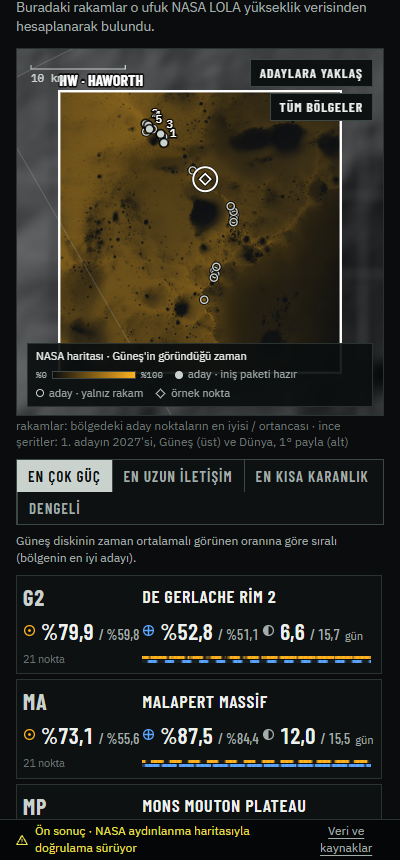 Buradaki rakamlar o ufuk NASA LOLA yükseklik verisinden
hesaplanarak bulundu.
10 km
NW · HAWORTH
ADAYLARA YAKLAŞ
TÜM BÖLGELER
5
3
1
NASA haritası · Güneş'in göründüğü zaman
%0 %100 aday · iniş paketi hazır
aday · yalnız rakam örnek nokta
rakamlar: bölgedeki aday noktaların en iyisi / ortancası · ince
şeritler: 1. adayın 2027'si, Güneş (üst) ve Dünya, 1° payla (alt)
EN ÇOK GÜÇ EN UZUN İLETİŞİM EN KISA KARANLIK
DENGELİ
Güneş diskinin zaman ortalamalı görünen oranına göre sıralı
(bölgenin en iyi adayı).
G2 DE GERLACHE RİM 2
%79,9 / %59,8 %52,8 / %51,1 6,6 / 15,7 gün
21 nokta
MA MALAPERT MASSİF
%73,1 / %55,6 %87,5 / %84,4 12,0 / 15,5 gün
21 nokta
MP MONS MOUTON PLATEAU
Ön sonuç · NASA aydınlanma haritasıyla
doğrulama sürüyor
Veri ve
kaynaklar